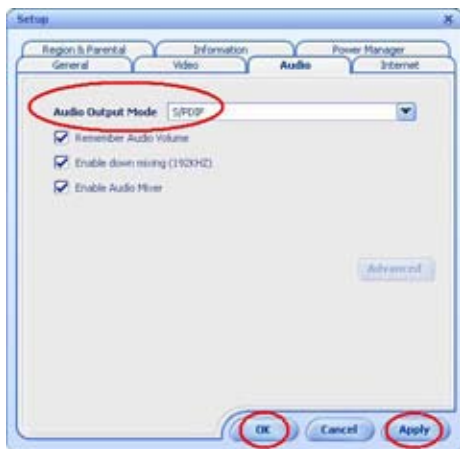 Setup
Region & Parental Information Power Manager
General Video Audio Internet
Audio Output Mode S/PDIF
Remember Audio Volume
Enable down mixing (192KHZ)
Enable Audio Mixer
Advanced
OK Cancel Apply